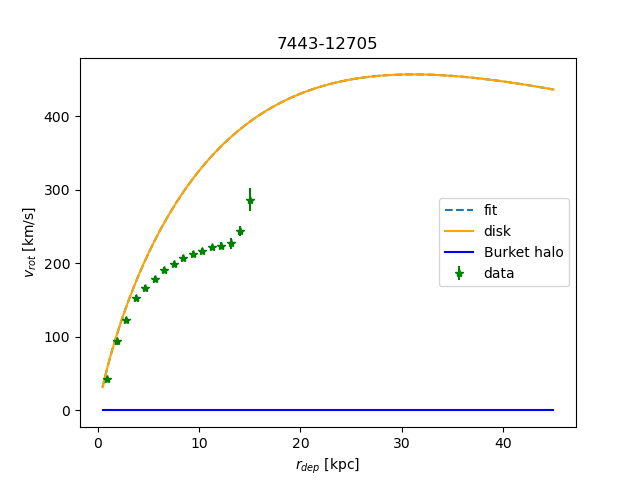 7443-12705
v_rot [km/s]
400
300
200
100
0
fit
disk
Burket halo
data
0
10
20
30
40
r_dep [kpc]